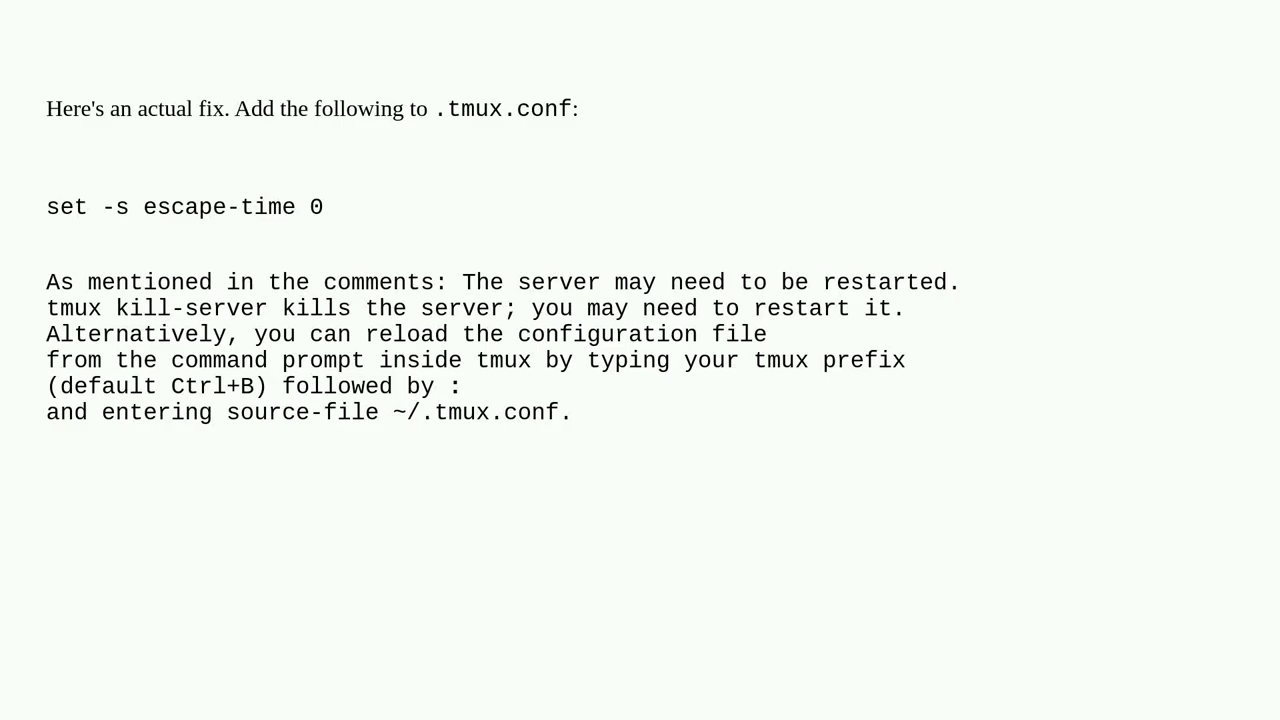 Here's an actual fix. Add the following to .tmux.conf:
set -s escape-time 0
As mentioned in the comments: The server may need to be restarted.
tmux kill-server kills the server; you may need to restart it.
Alternatively, you can reload the configuration file
from the command prompt inside tmux by typing your tmux prefix
(default Ctrl+B) followed by :
and entering source-file ~/.tmux.conf.